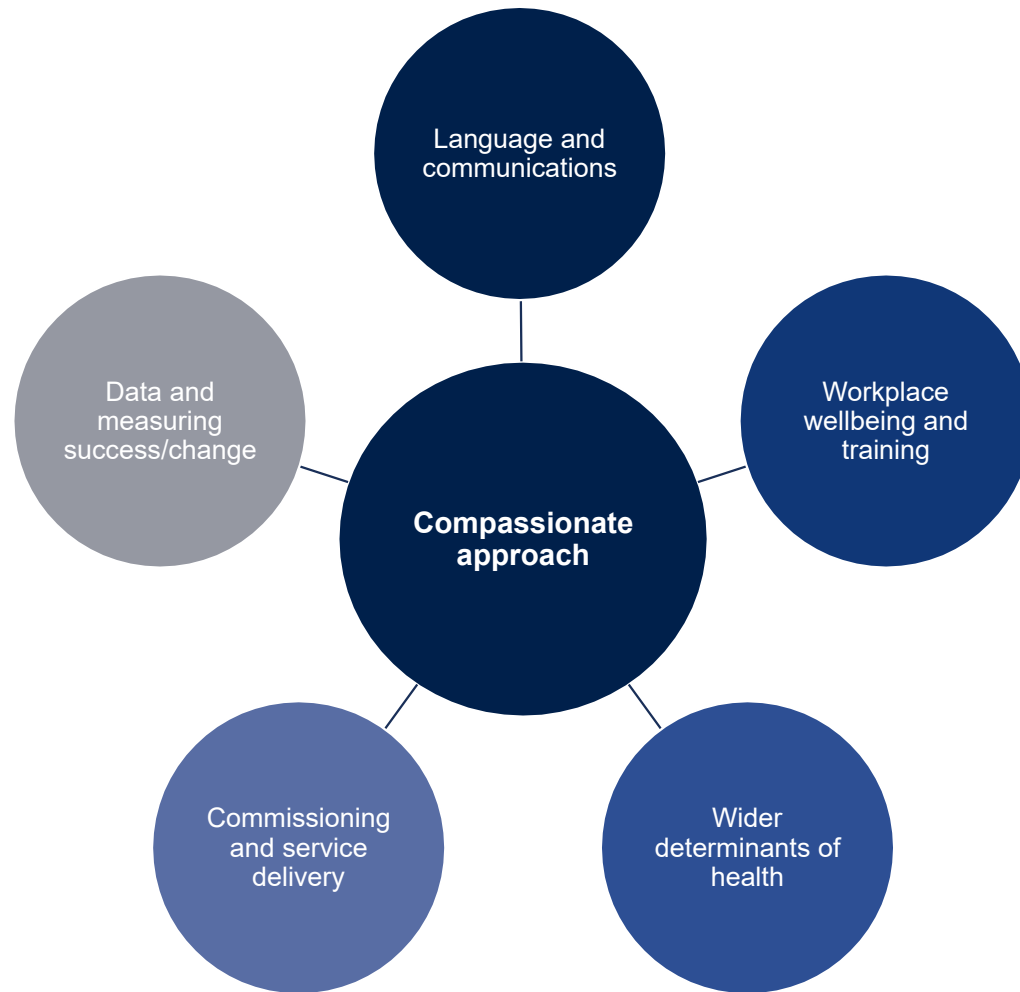 Language and
communications
Data and
measuring
success/change
Workplace
wellbeing and
training
Compassionate
approach
Commissioning
and service
delivery
Wider
determinants of
health